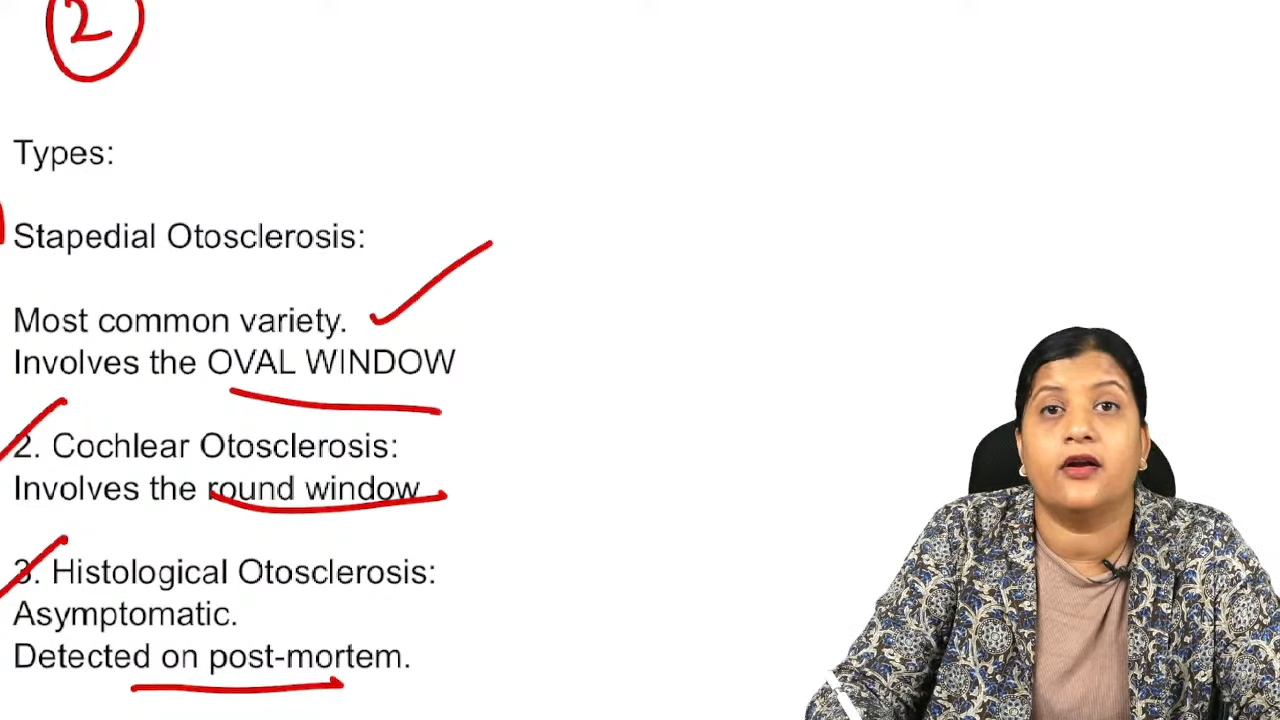 2
Types:
Stapedial Otosclerosis:
Most common variety.
Involves the OVAL WINDOW
2. Cochlear Otosclerosis:
Involves the round window
3. Histological Otosclerosis:
Asymptomatic.
Detected on post-mortem.